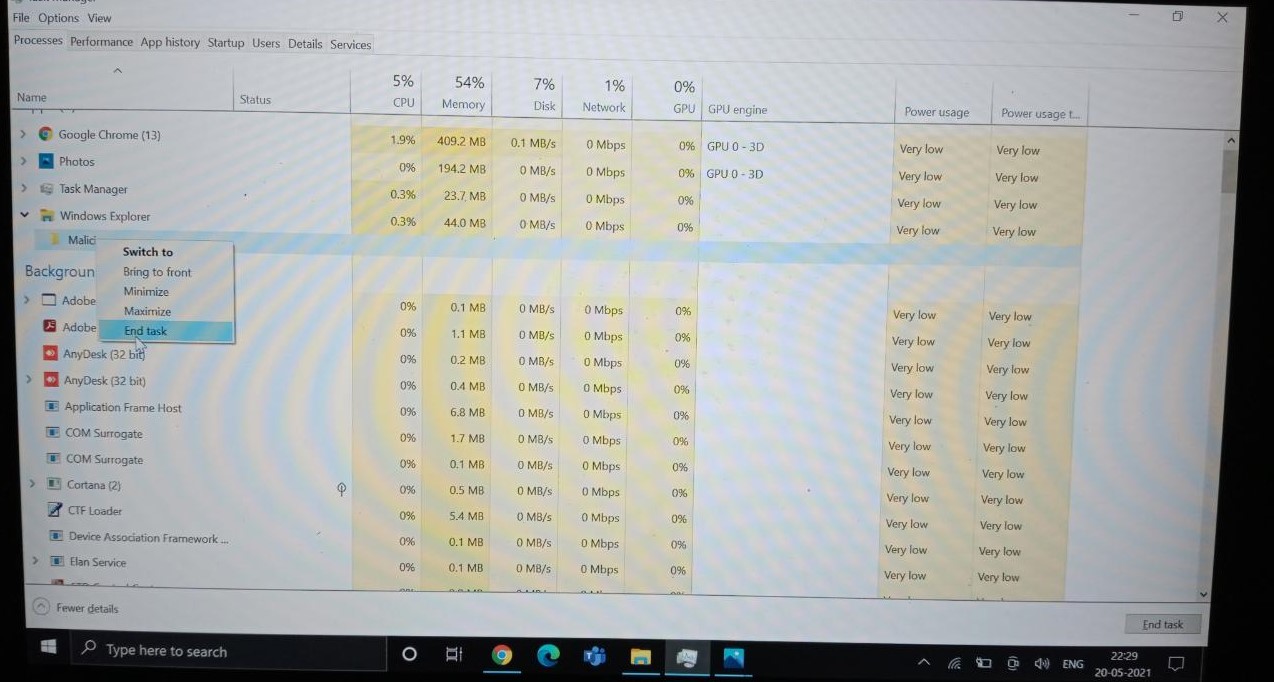 File Options View
Processes Performance App history Startup Users Details Services
5% 54% 7% 1% 0%
Name Status CPU Memory Disk Network GPU GPU engine Power usage Power usage t...
Google Chrome (13) 1.9% 409.2 MB 0.1 MB/s 0 Mbps 0% GPU 0 - 3D Very low Very low
Photos 0% 194.2 MB 0 MB/s 0 Mbps 0% GPU 0 - 3D Very low Very low
Task Manager 0.3% 23.7 MB 0 MB/s 0 Mbps 0% Very low Very low
Windows Explorer 0.3% 44.0 MB 0 MB/s 0 Mbps 0% Very low Very low
Malici
Switch to
Bring to front
Minimize
Maximize
End task
Backgroun
Adobe 0% 0.1 MB 0 MB/s 0 Mbps 0% Very low Very low
Adobe 0% 1.1 MB 0 MB/s 0 Mbps 0% Very low Very low
AnyDesk (32 bit) 0% 0.2 MB 0 MB/s 0 Mbps 0% Very low Very low
AnyDesk (32 bit) 0% 0.4 MB 0 MB/s 0 Mbps 0% Very low Very low
Application Frame Host 0% 6.8 MB 0 MB/s 0 Mbps 0% Very low Very low
COM Surrogate 0% 1.7 MB 0 MB/s 0 Mbps 0% Very low Very low
COM Surrogate 0% 0.1 MB 0 MB/s 0 Mbps 0% Very low Very low
Cortana (2) 0% 0.5 MB 0 MB/s 0 Mbps 0% Very low Very low
CTF Loader 0% 5.4 MB 0 MB/s 0 Mbps 0% Very low Very low
Device Association Framework ... 0% 0.1 MB 0 MB/s 0 Mbps 0% Very low Very low
Elan Service 0% 0.1 MB 0 MB/s 0 Mbps 0% Very low Very low
Fewer details
End task
Type here to search
ENG
22:29
20-05-2021